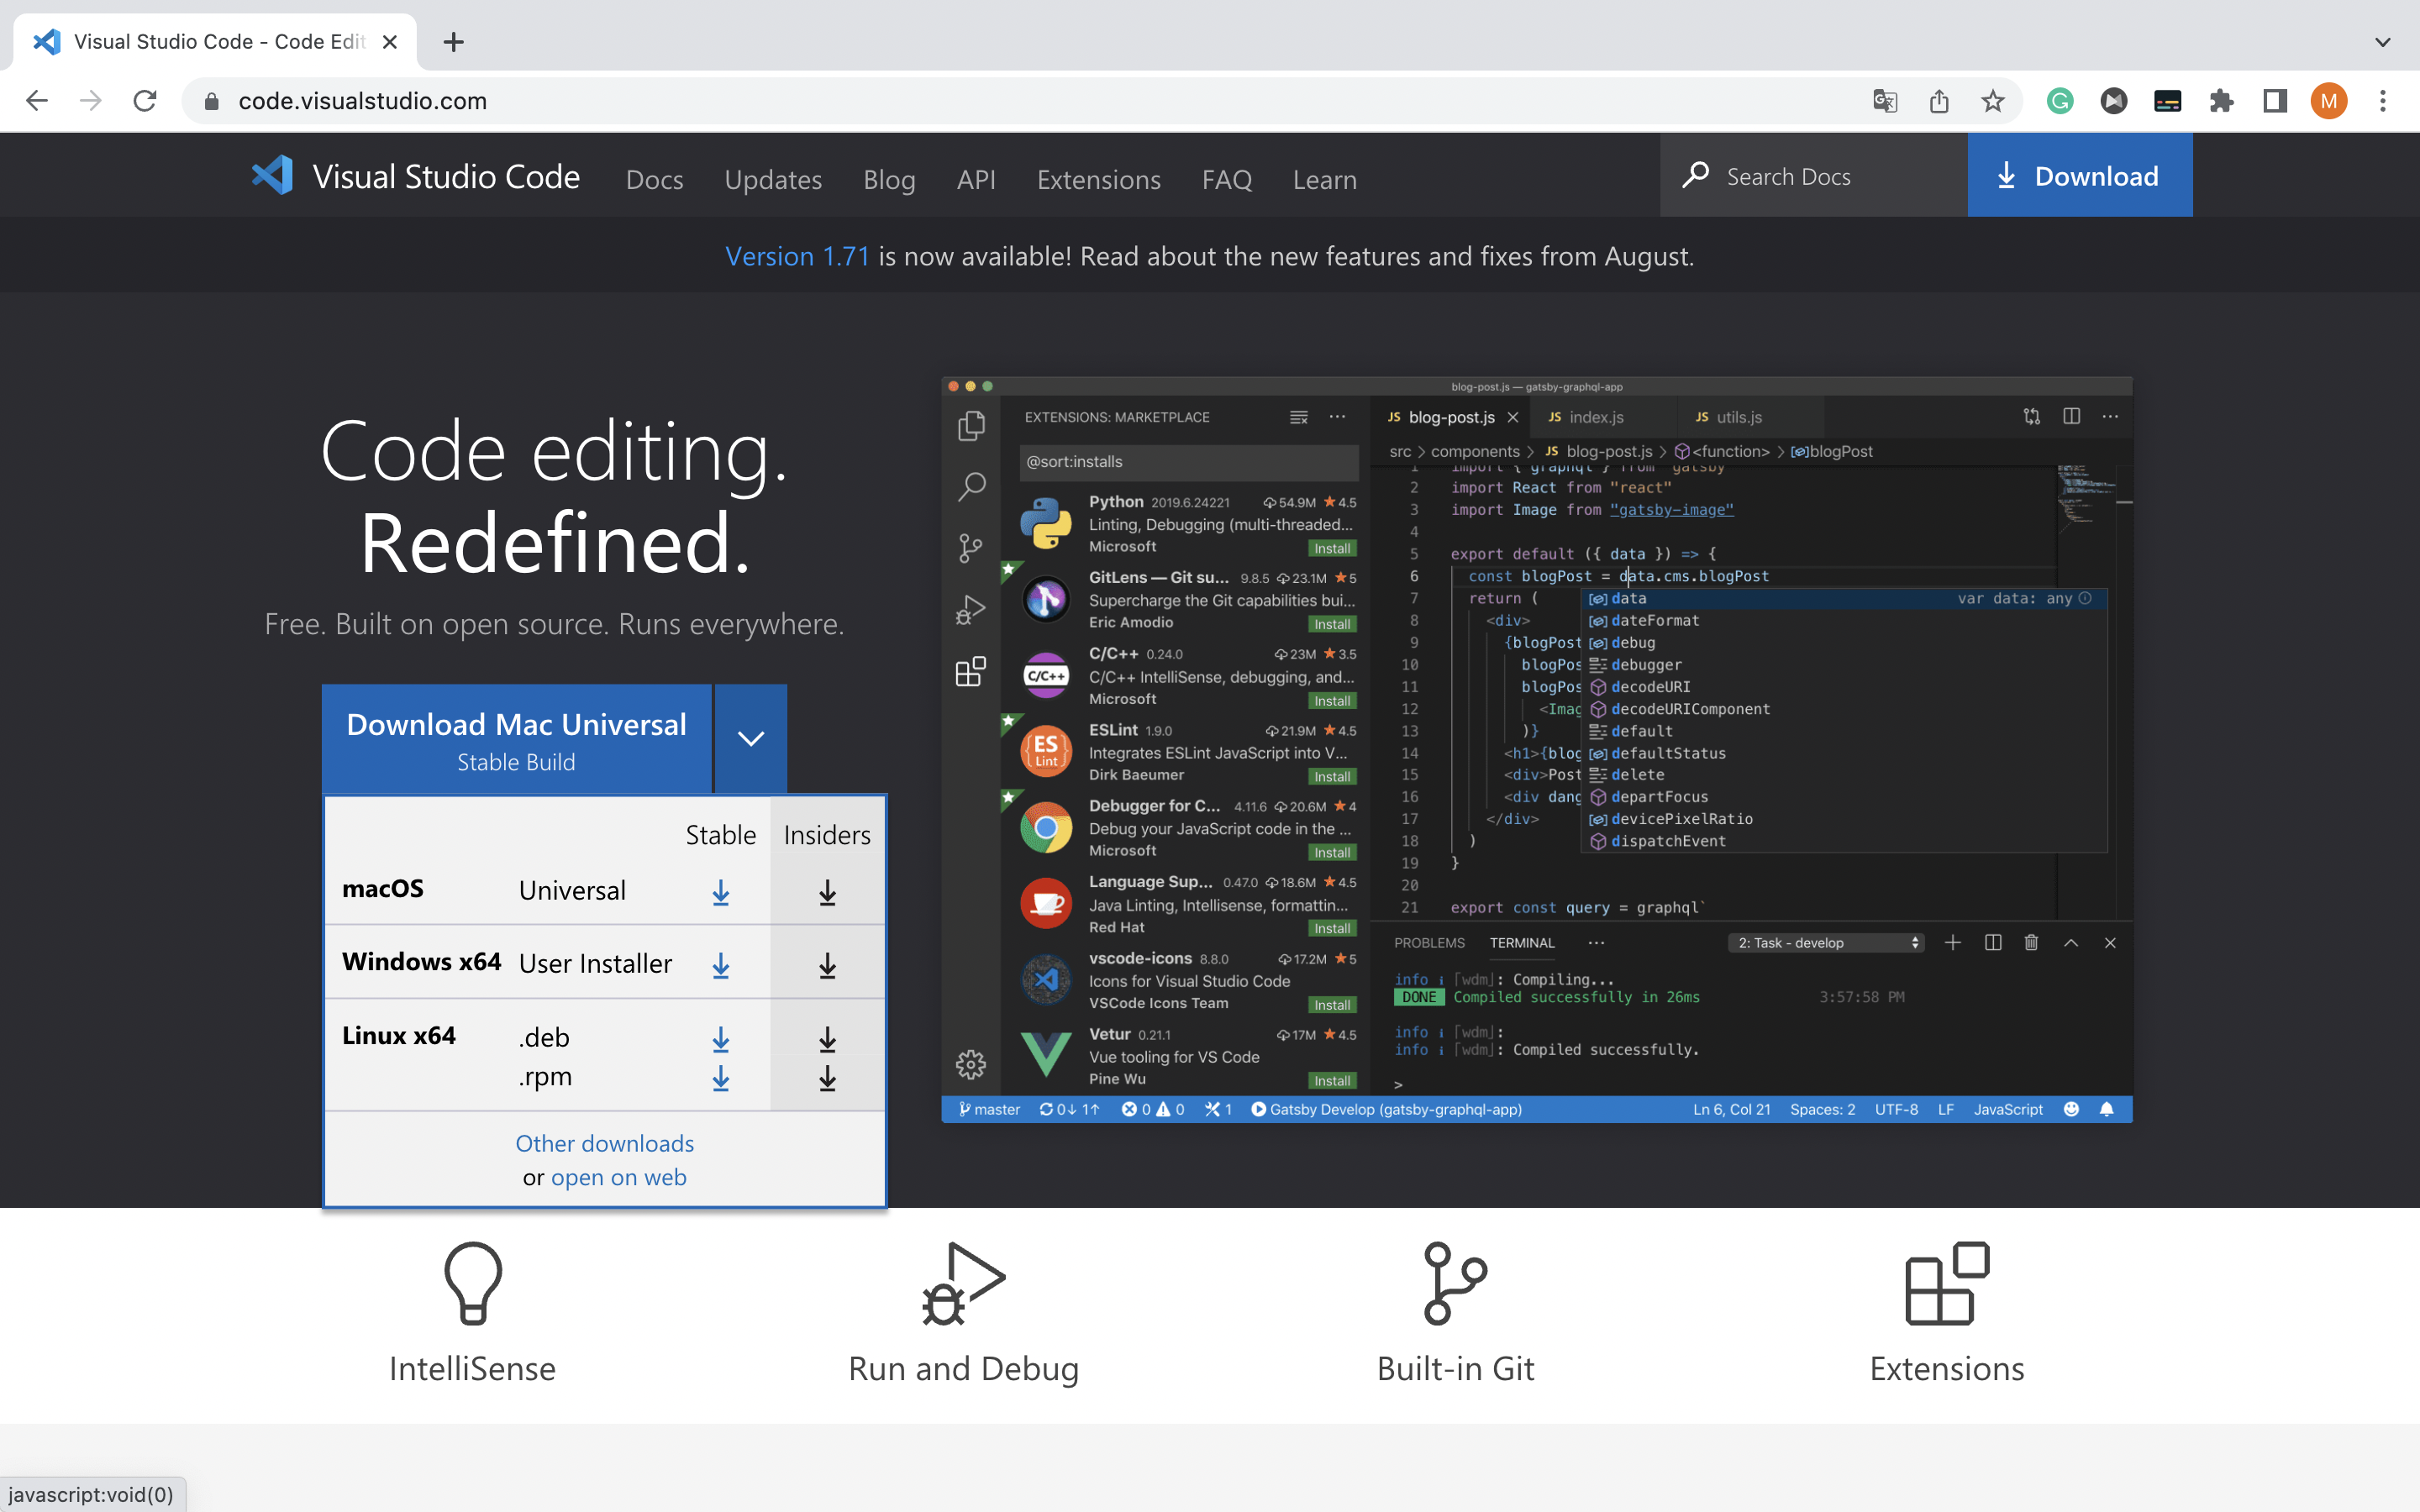 Visual Studio Code - Code Edit
code.visualstudio.com
M
Visual Studio Code
Docs
Updates
Blog
API
Extensions
FAQ
Learn
Search Docs
Download
Version 1.71 is now available! Read about the new features and fixes from August.
Code editing.
Redefined.
Free. Built on open source. Runs everywhere.
Download Mac Universal
Stable Build
Stable Insiders
macOS Universal
Windows x64 User Installer
Linux x64 .deb
.rpm
Other downloads
or open on web
blog-post.js — gatsby-graphql-app
EXTENSIONS: MARKETPLACE
@sort:installs
Python 2019.6.24221 54.9M ★ 4.5
Linting, Debugging (multi-threaded...
Microsoft Install
GitLens — Git su... 9.8.5 23.1M ★ 5
Supercharge the Git capabilities bui...
Eric Amodio Install
C/C++
C/C++ 0.24.0 23M ★ 3.5
C/C++ IntelliSense, debugging, and...
Microsoft Install
ES
Lint
ESLint 1.9.0 21.9M ★ 4.5
Integrates ESLint JavaScript into V...
Dirk Baeumer Install
Debugger for C... 4.11.6 20.6M ★ 4
Debug your JavaScript code in the ...
Microsoft Install
Language Sup... 0.47.0 18.6M ★ 4.5
Java Linting, Intellisense, formattin...
Red Hat Install
vscode-icons 8.8.0 17.2M ★ 5
Icons for Visual Studio Code
VSCode Icons Team Install
Vetur 0.21.1 17M ★ 4.5
Vue tooling for VS Code
Pine Wu Install
JS blog-post.js
JS index.js
JS utils.js
src > components > JS blog-post.js > <function> > blogPost
1 import { graphql } from "gatsby"
2 import React from "react"
3 import Image from "gatsby-image"
4
5 export default ({ data }) => {
6 const blogPost = data.cms.blogPost
7 return (
8 <div>
9 {blogPost
10 blogPos
11 blogPos
12 <Imag
13 )}
14 <h1>{blog
15 <div>Post
16 <div dang
17 </div>
18 )
19 }
20
21 export const query = graphql`
data var data: any
dateFormat
debug
debugger
decodeURI
decodeURIComponent
default
defaultStatus
delete
departFocus
devicePixelRatio
dispatchEvent
PROBLEMS TERMINAL ··· 2: Task - develop
info i ｢wdm｣: Compiling...
DONE Compiled successfully in 26ms 3:57:58 PM
info i ｢wdm｣:
info i ｢wdm｣: Compiled successfully.
>
master 0↓ 1↑ 0 0 1 Gatsby Develop (gatsby-graphql-app) Ln 6, Col 21 Spaces: 2 UTF-8 LF JavaScript
IntelliSense
Run and Debug
Built-in Git
Extensions
javascript:void(0)